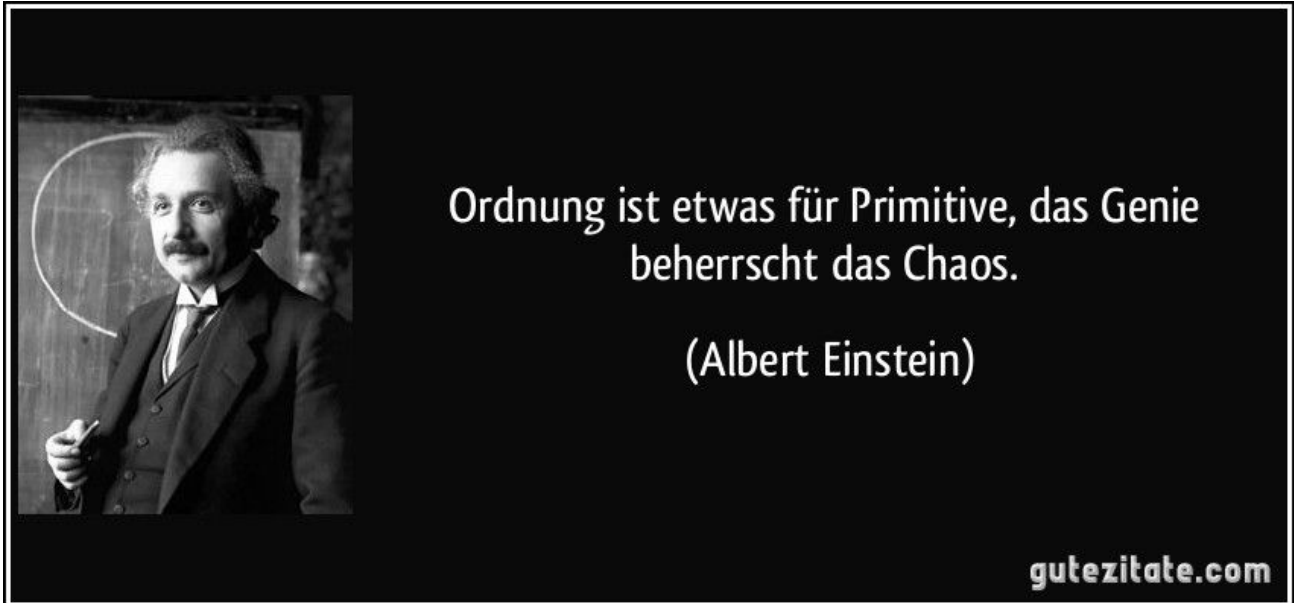 Ordnung ist etwas für Primitive, das Genie
beherrscht das Chaos.
(Albert Einstein)
gutezitate.com